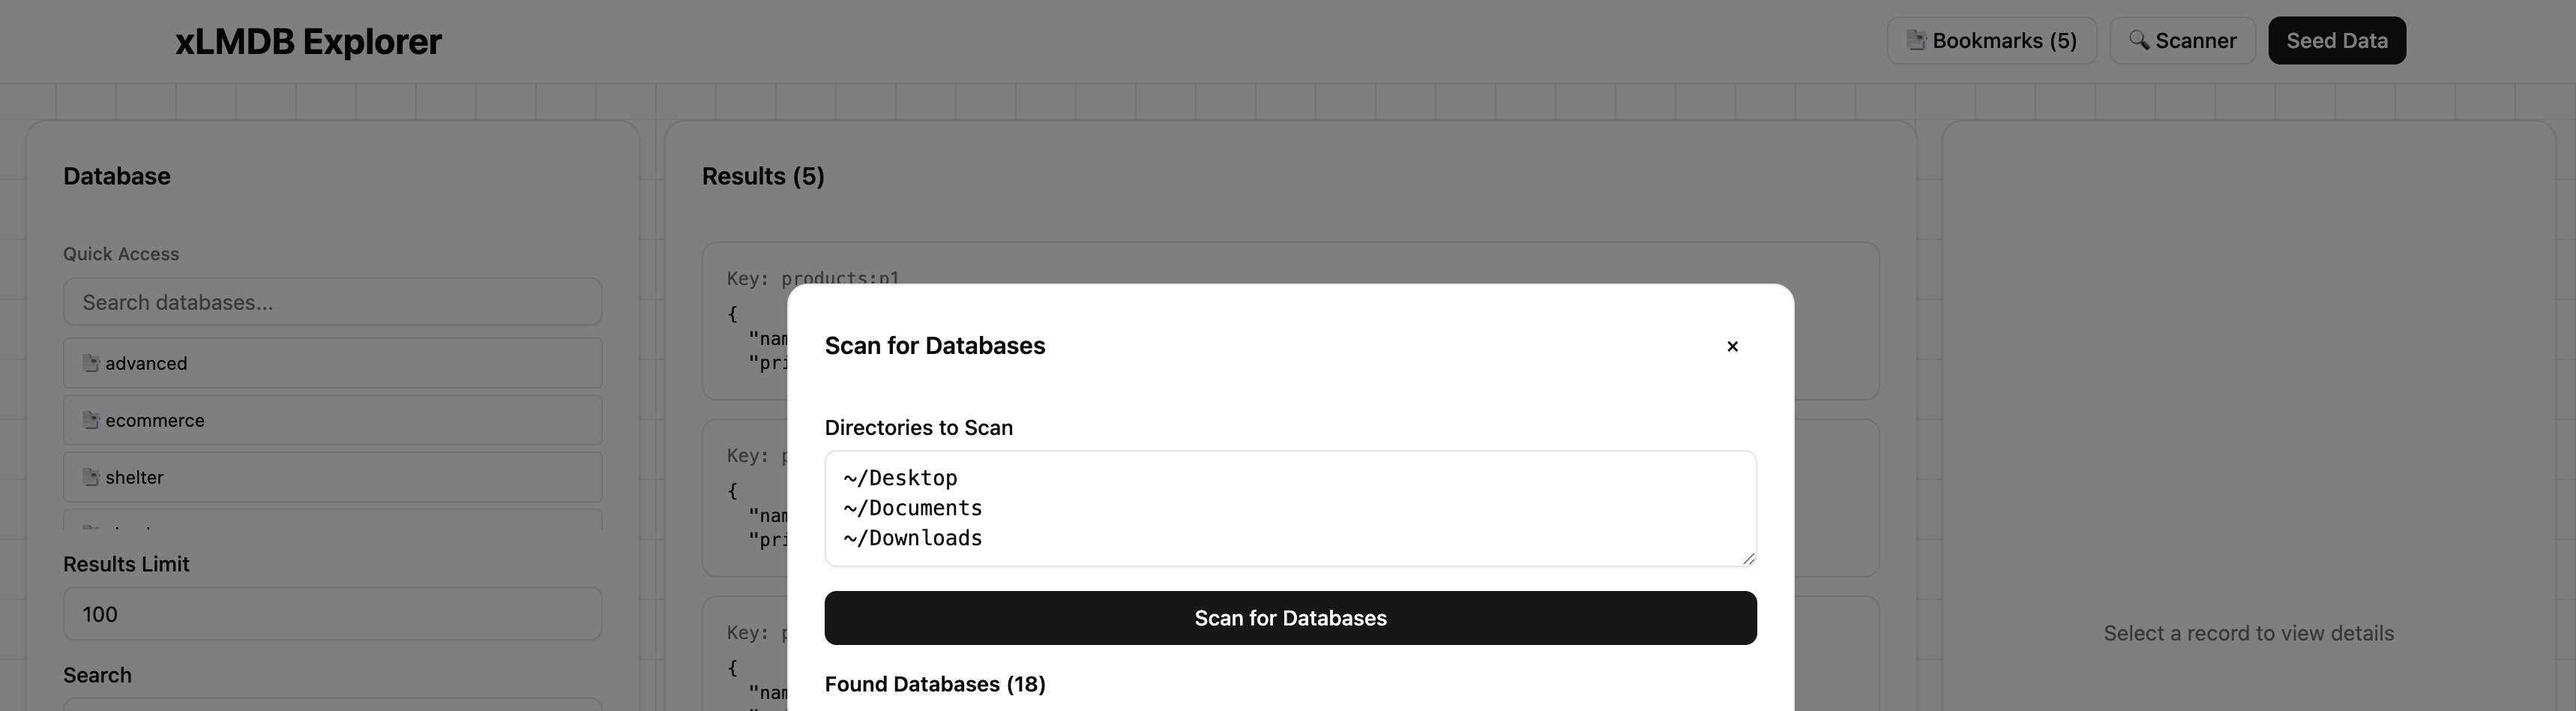 xLMDB Explorer
Bookmarks (5)
Scanner
Seed Data
Database
Quick Access
Search databases...
advanced
ecommerce
shelter
Results Limit
100
Search
Results (5)
Key: products:p1
{
"nam
"pri
Key: p
{
"nam
"pri
Key: p
{
"nam
Scan for Databases
×
Directories to Scan
~/Desktop
~/Documents
~/Downloads
Scan for Databases
Found Databases (18)
Select a record to view details